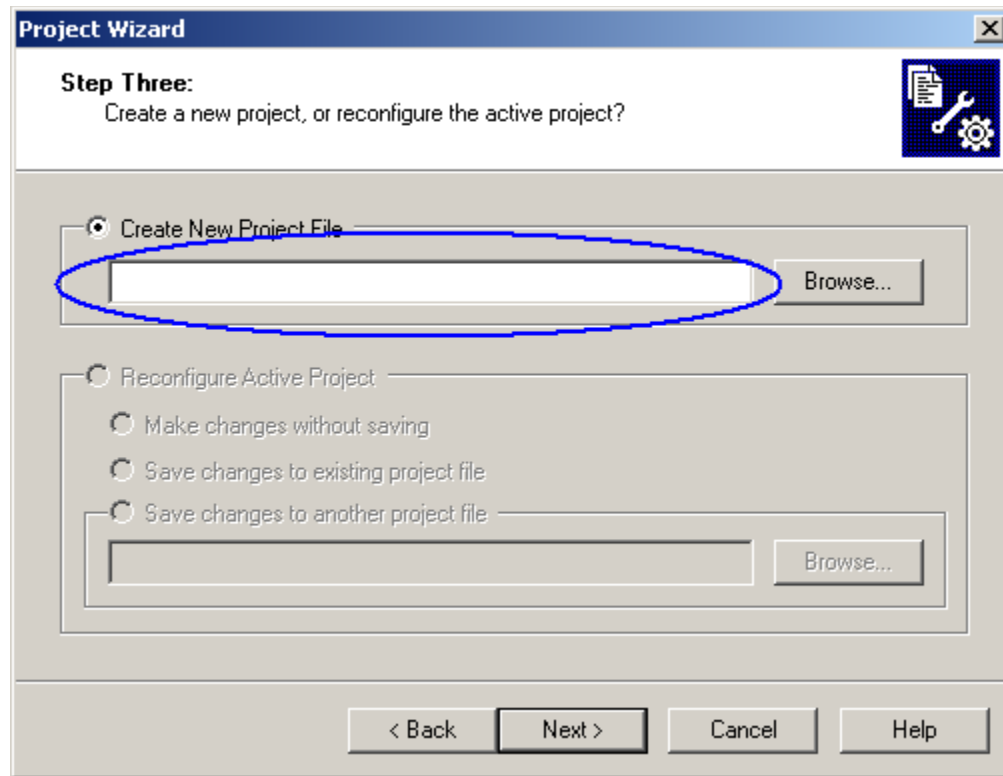 Project Wizard
Step Three:
Create a new project, or reconfigure the active project?
Create New Project File
Browse...
Reconfigure Active Project
Make changes without saving
Save changes to existing project file
Save changes to another project file
Browse...
< Back Next > Cancel Help